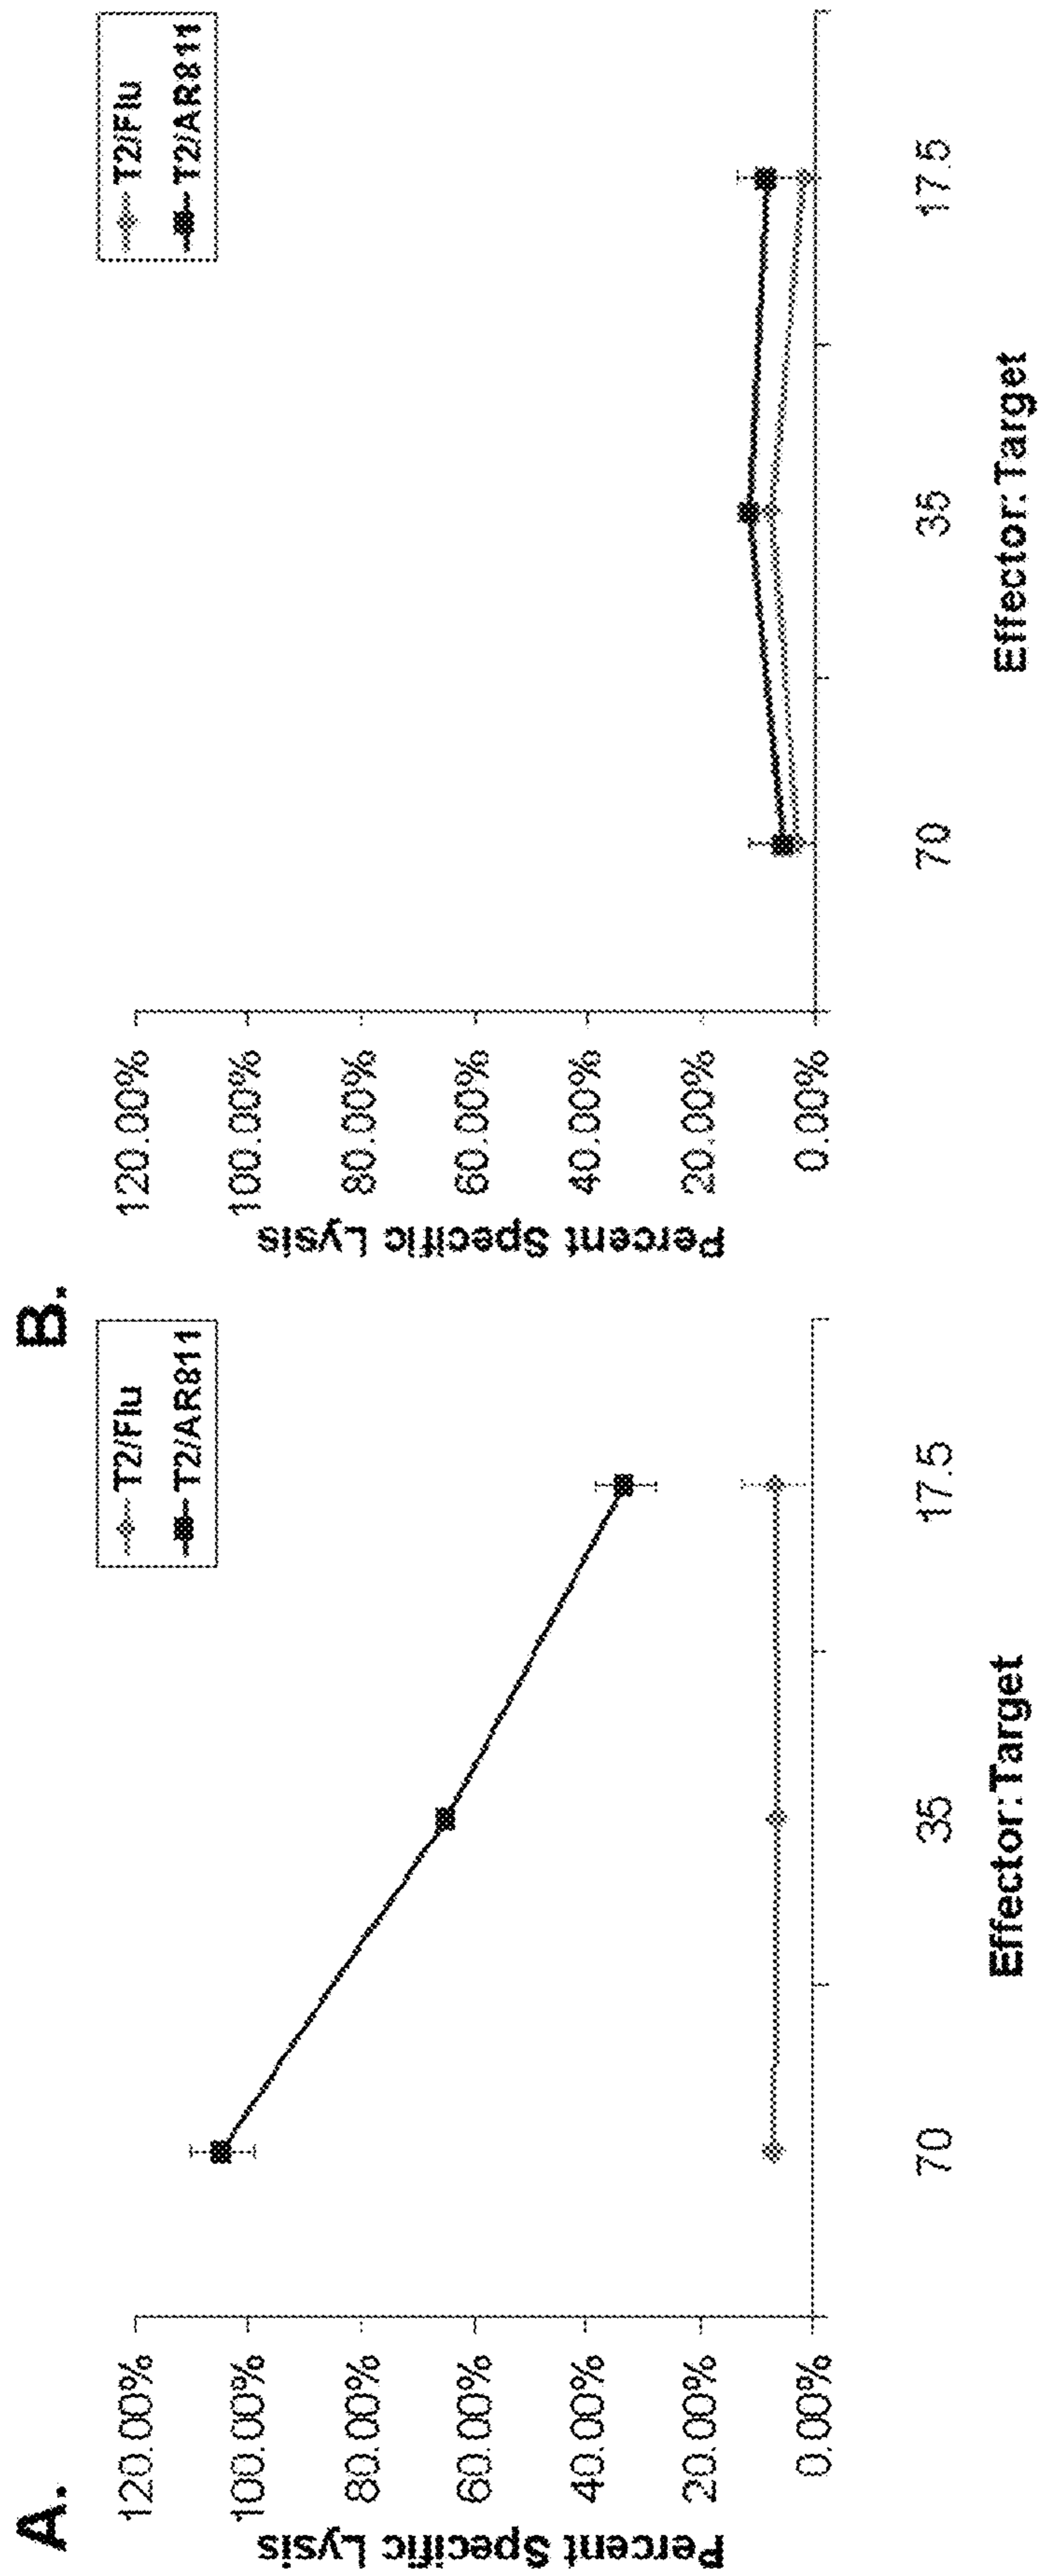 A.
T2/Flu
T2/AR811
Percent Specific Lysis
120.00%
100.00%
80.00%
60.00%
40.00%
20.00%
0.00%
70
35
17.5
Effector:Target
B.
T2/Flu
T2/AR811
Percent Specific Lysis
120.00%
100.00%
80.00%
60.00%
40.00%
20.00%
0.00%
70
35
17.5
Effector:Target